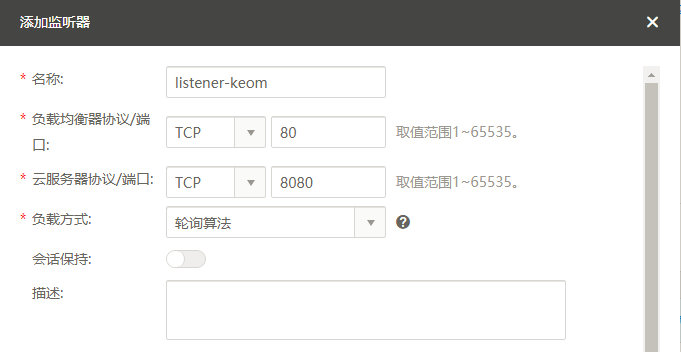 添加监听器
* 名称: listener-keom
* 负载均衡器协议/端口: TCP 80 取值范围1~65535。
* 云服务器协议/端口: TCP 8080 取值范围1~65535。
* 负载方式: 轮询算法
会话保持:
描述: